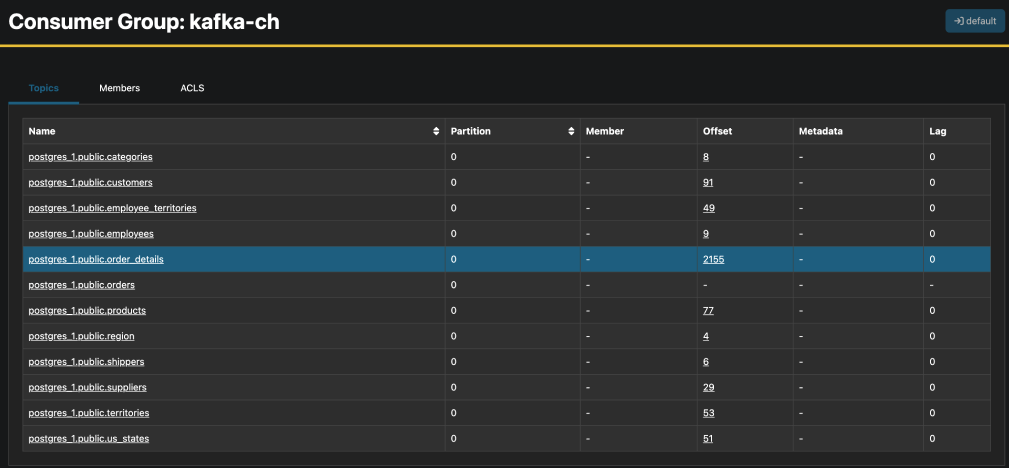 Consumer Group: kafka-ch
default
Topics Members ACLS
Name Partition Member Offset Metadata Lag
postgres_1.public.categories 0 - 8 - 0
postgres_1.public.customers 0 - 91 - 0
postgres_1.public.employee_territories 0 - 49 - 0
postgres_1.public.employees 0 - 9 - 0
postgres_1.public.order_details 0 - 2155 - 0
postgres_1.public.orders 0 - - - -
postgres_1.public.products 0 - 77 - 0
postgres_1.public.region 0 - 4 - 0
postgres_1.public.shippers 0 - 6 - 0
postgres_1.public.suppliers 0 - 29 - 0
postgres_1.public.territories 0 - 53 - 0
postgres_1.public.us_states 0 - 51 - 0